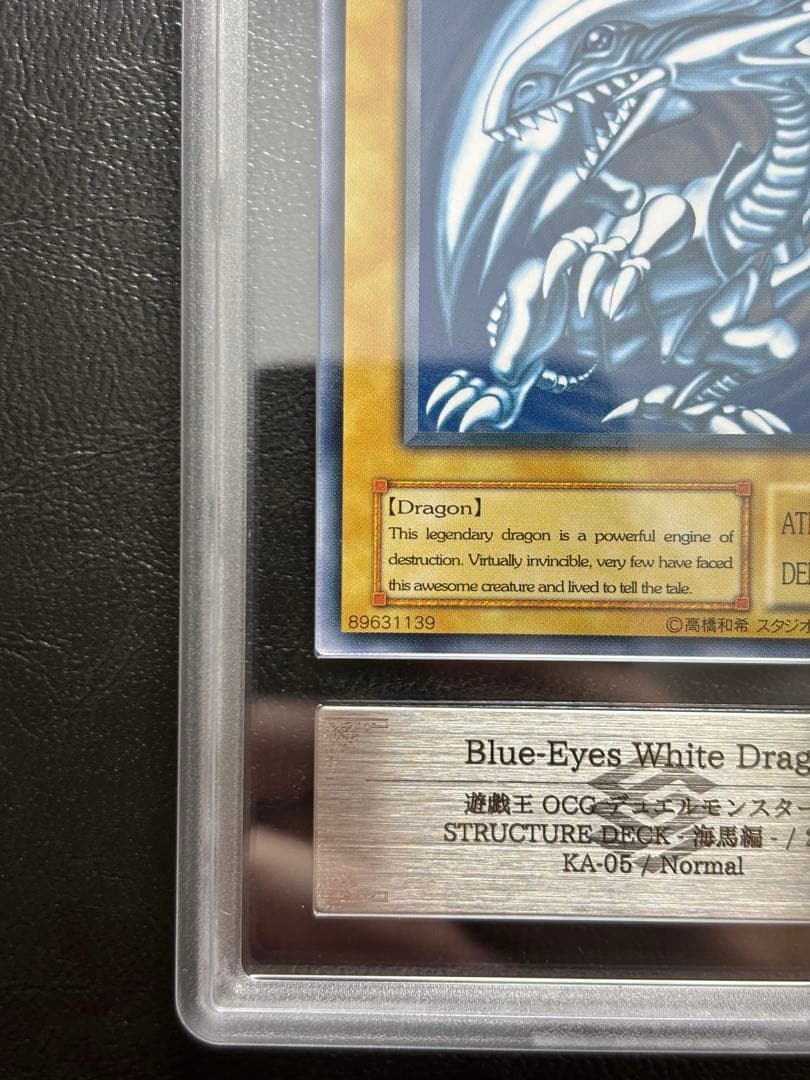 【Dragon】
This legendary dragon is a powerful engine of
destruction. Virtually invincible, very few have faced
this awesome creature and lived to tell the tale.
AT
DE
89631139
©高橋和希 スタジオ
Blue-Eyes White Drag
遊戯王 OCG デュエルモンスター
STRUCTURE DECK - 海馬編 - /
KA-05 / Normal